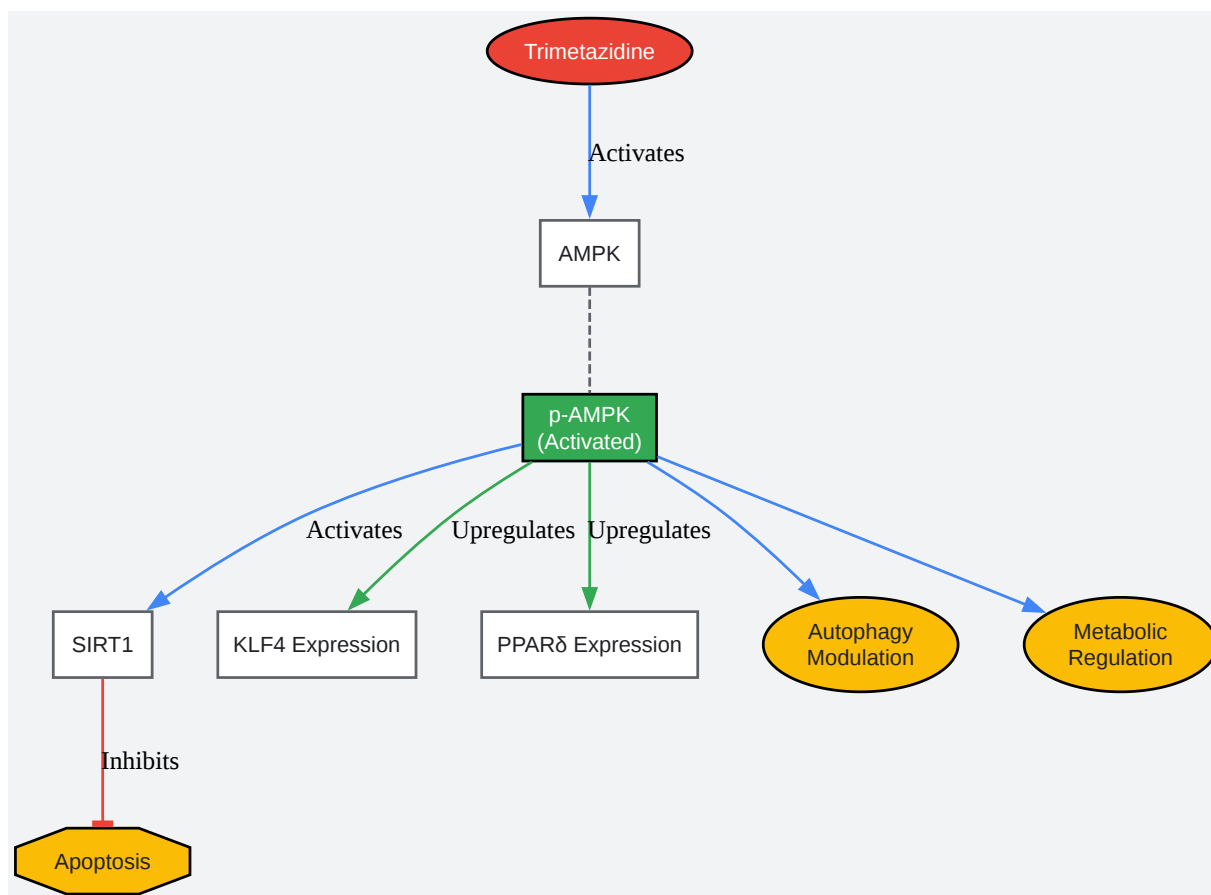 Trimetazidine
Activates
AMPK
p-AMPK
(Activated)
Activates
Upregulates
Upregulates
SIRT1
KLF4 Expression
PPARδ Expression
Autophagy
Modulation
Metabolic
Regulation
Inhibits
Apoptosis